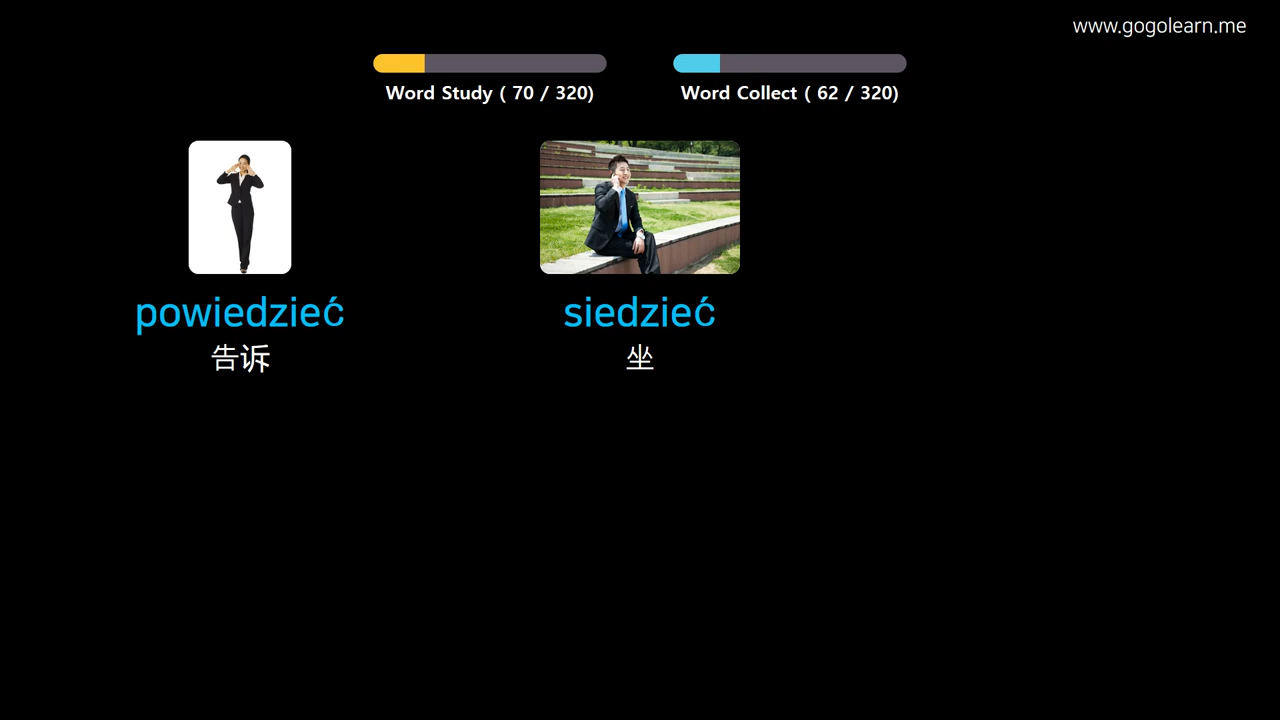 www.gogolearn.me
Word Study ( 70 / 320)
Word Collect ( 62 / 320)
powiedzieć
告诉
siedzieć
坐